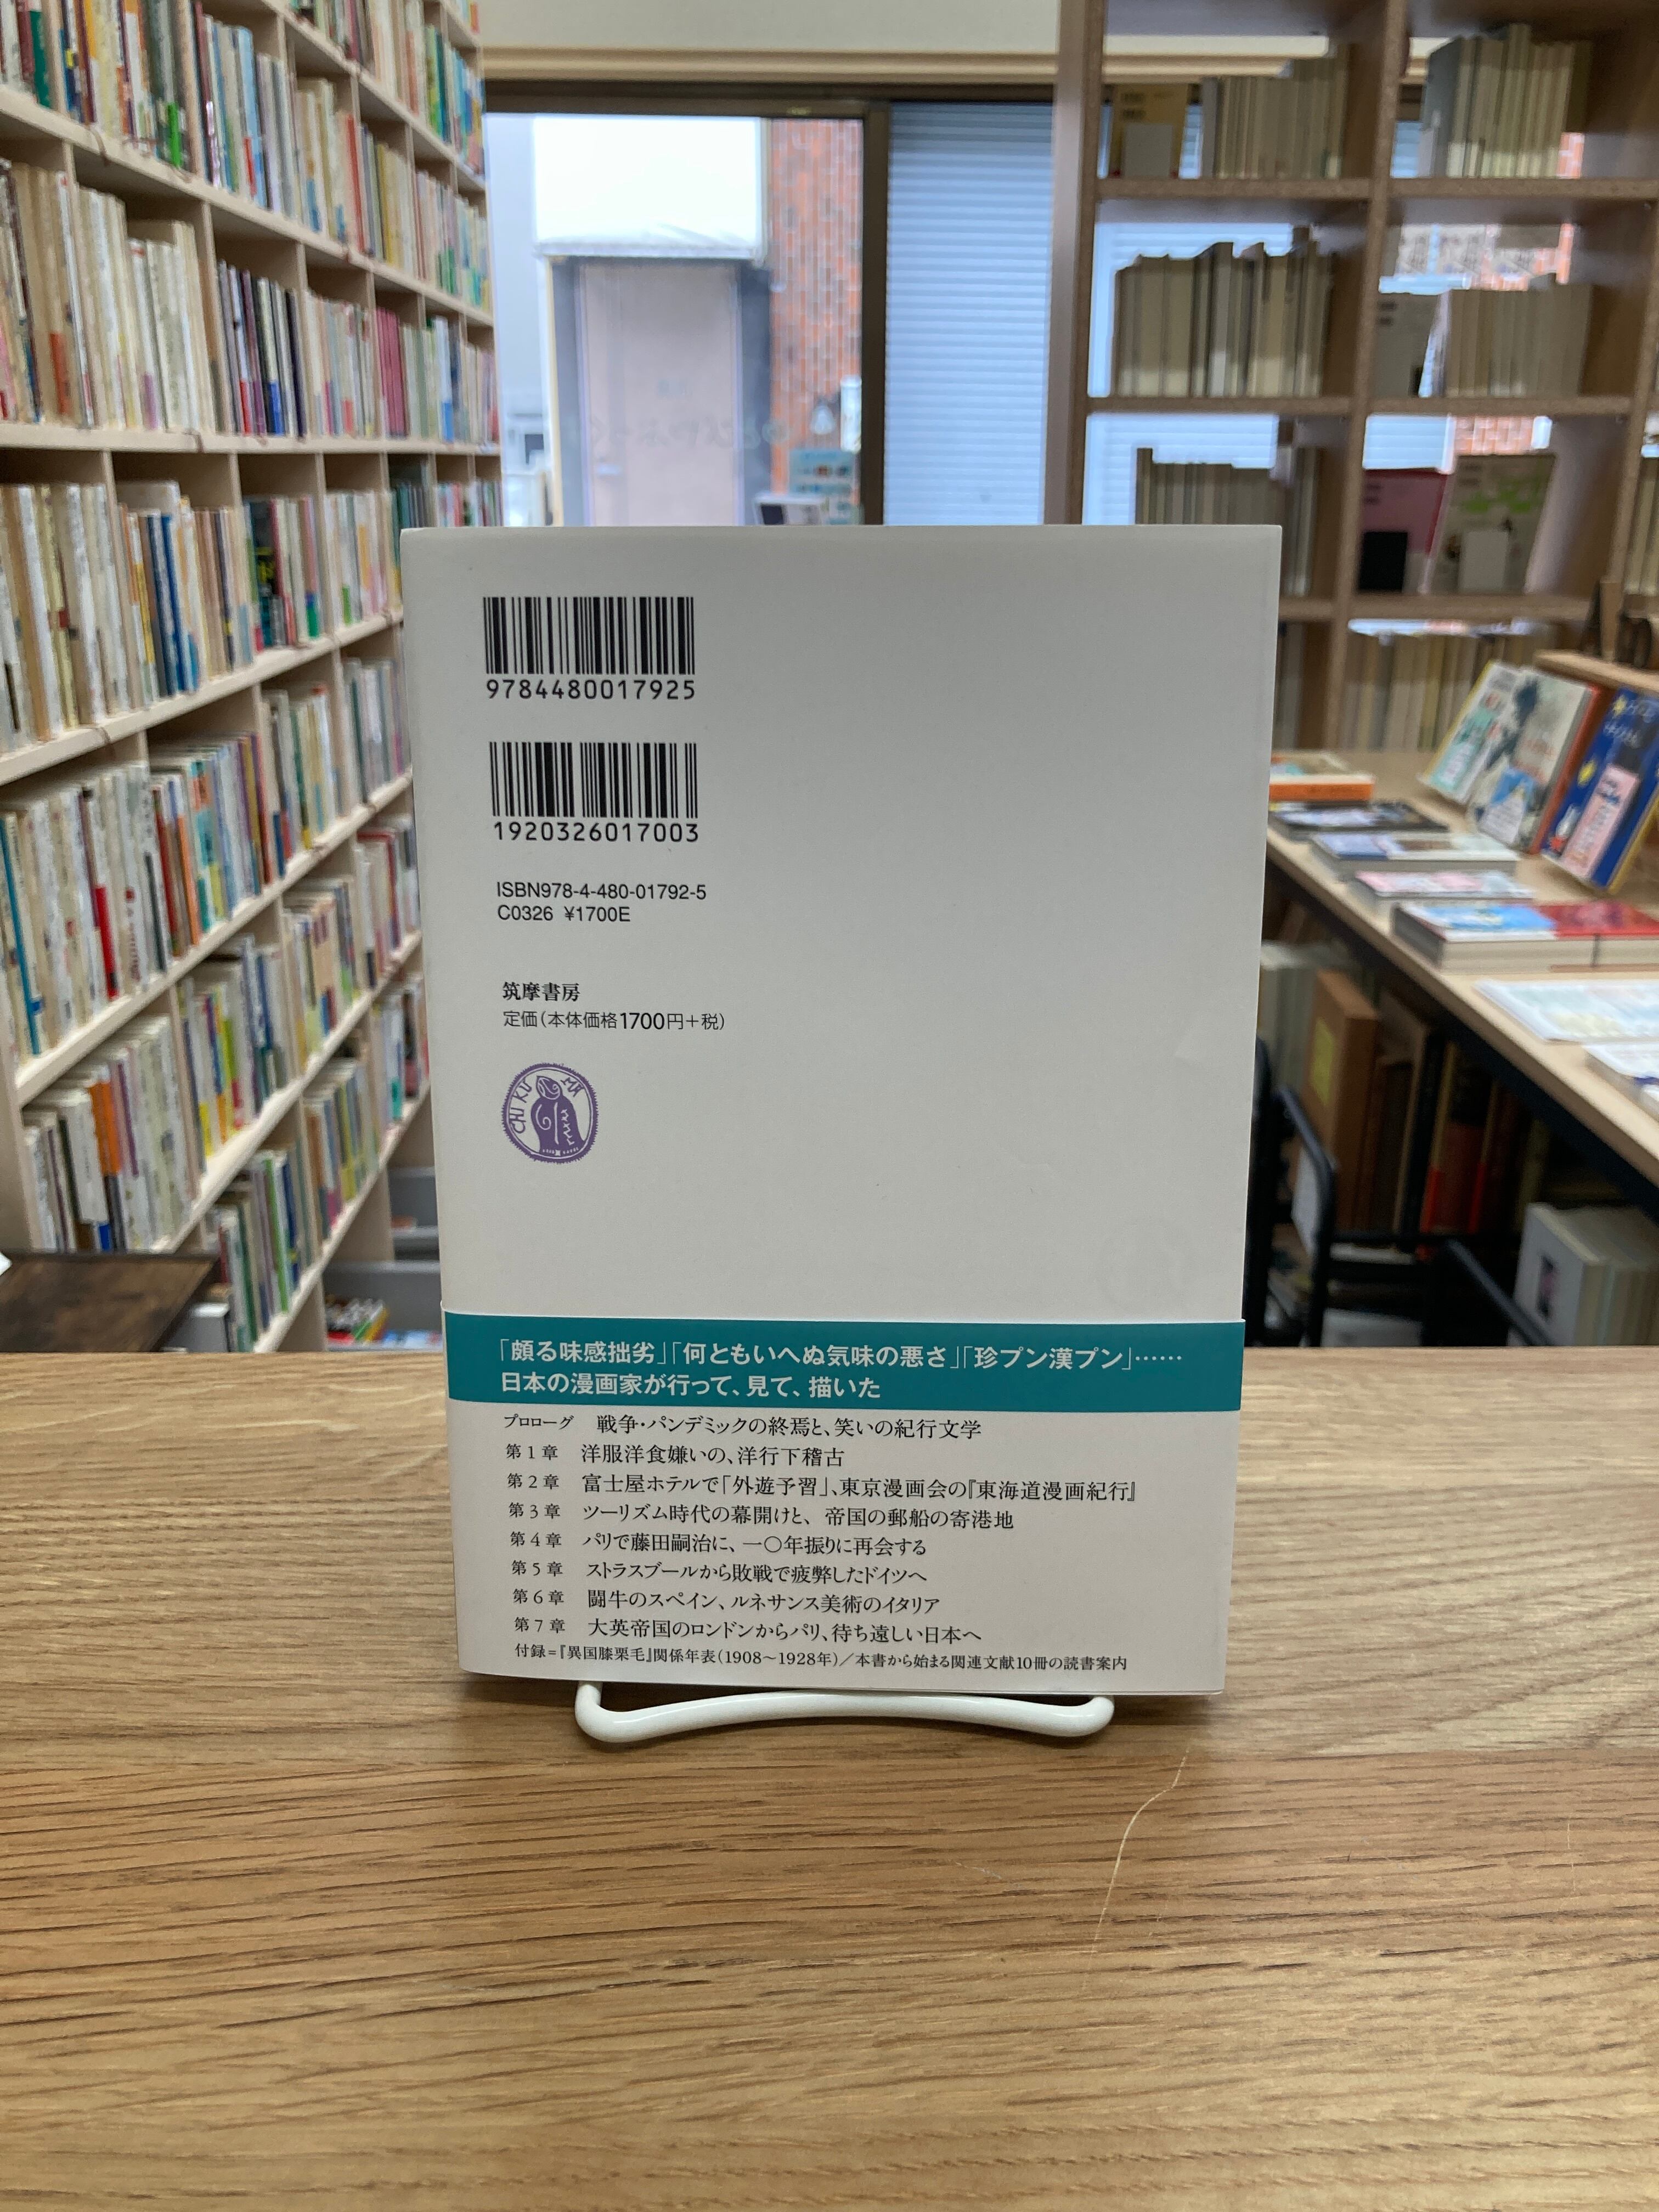 9784480017925
1920326017003
ISBN978-4-480-01792-5
C0326 ¥1700E
筑摩書房
定価(本体価格1700円+税)
CHIKUMA
「頗る味感拙劣」「何ともいへぬ気味の悪さ」「珍プン漢プン」……
日本の漫画家が行って、見て、描いた
プロローグ 戦争・パンデミックの終焉と、笑いの紀行文学
第1章 洋服洋食嫌いの、洋行下稽古
第2章 富士屋ホテルで「外遊予習」、東京漫画会の『東海道漫画紀行』
第3章 ツーリズム時代の幕開けと、帝国の郵船の寄港地
第4章 パリで藤田嗣治に、一〇年振りに再会する
第5章 ストラスブールから敗戦で疲弊したドイツへ
第6章 闘牛のスペイン、ルネサンス美術のイタリア
第7章 大英帝国のロンドンからパリ、待ち遠しい日本へ
付録=『異国膝栗毛』関係年表(1908〜1928年)/本書から始まる関連文献10冊の読書案内